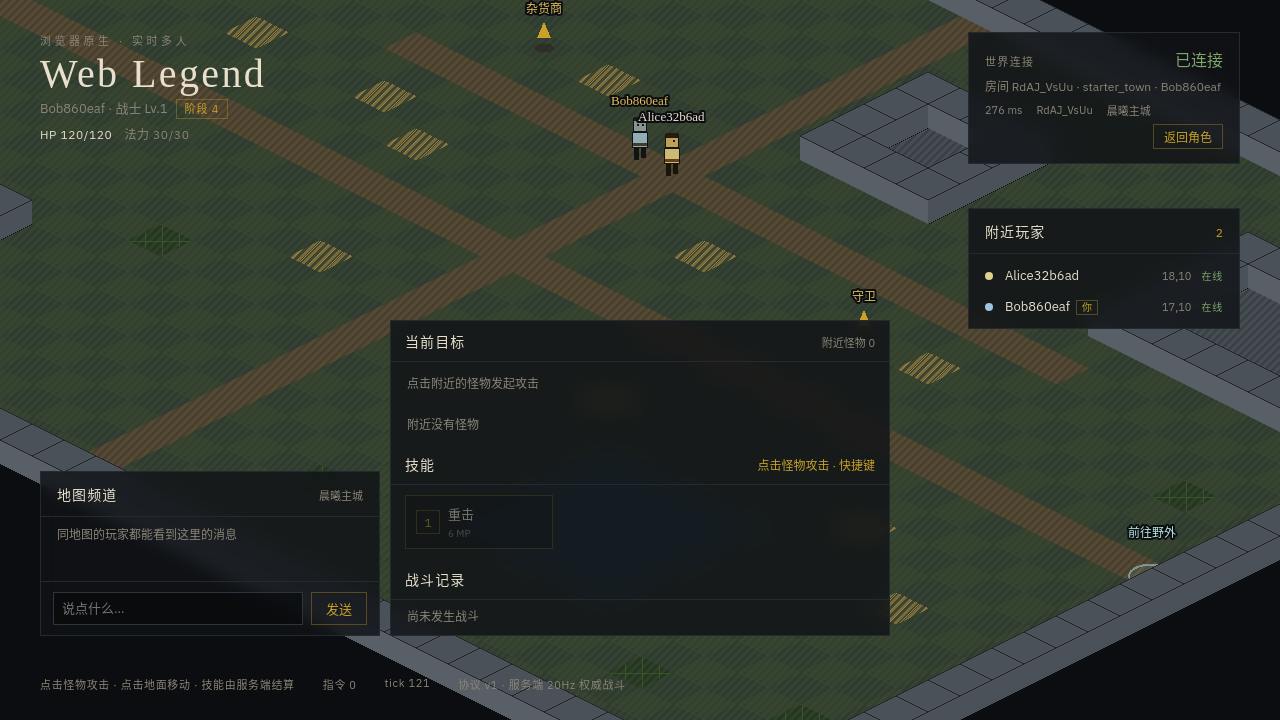 杂货商
浏览器原生 · 实时多人
Web Legend
Bob860eaf · 战士 Lv.1 阶段 4
HP 120/120 法力 30/30
Bob860eaf
Alice32b6ad
世界连接 已连接
房间 RdAJ_VsUu · starter_town · Bob860eaf
276 ms RdAJ_VsUu 晨曦主城
返回角色
附近玩家 2
Alice32b6ad 18,10 在线
Bob860eaf 你 17,10 在线
守卫
当前目标 附近怪物 0
点击附近的怪物发起攻击
附近没有怪物
技能 点击怪物攻击 · 快捷键
1 重击
6 MP
战斗记录
尚未发生战斗
前往野外
地图频道 晨曦主城
同地图的玩家都能看到这里的消息
说点什么... 发送
点击怪物攻击 · 点击地面移动 · 技能由服务端结算 指令 0 tick 121 协议 v1 · 服务端 20Hz 权威战斗